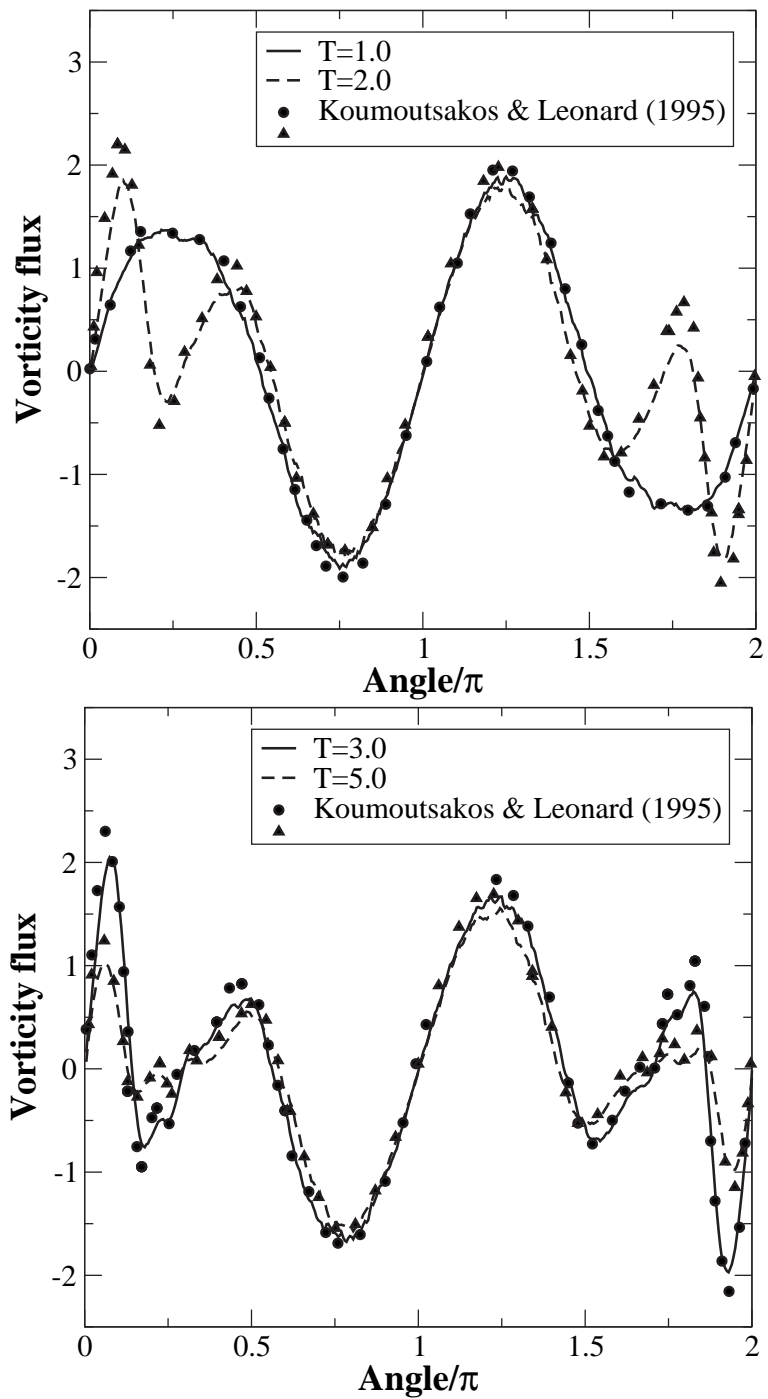 3
2
1
0
-1
-2
Vorticity flux
T=1.0
T=2.0
Koumoutsakos & Leonard (1995)
0
0.5
1
1.5
2
Angle/π
3
2
1
0
-1
-2
Vorticity flux
T=3.0
T=5.0
Koumoutsakos & Leonard (1995)
0
0.5
1
1.5
2
Angle/π